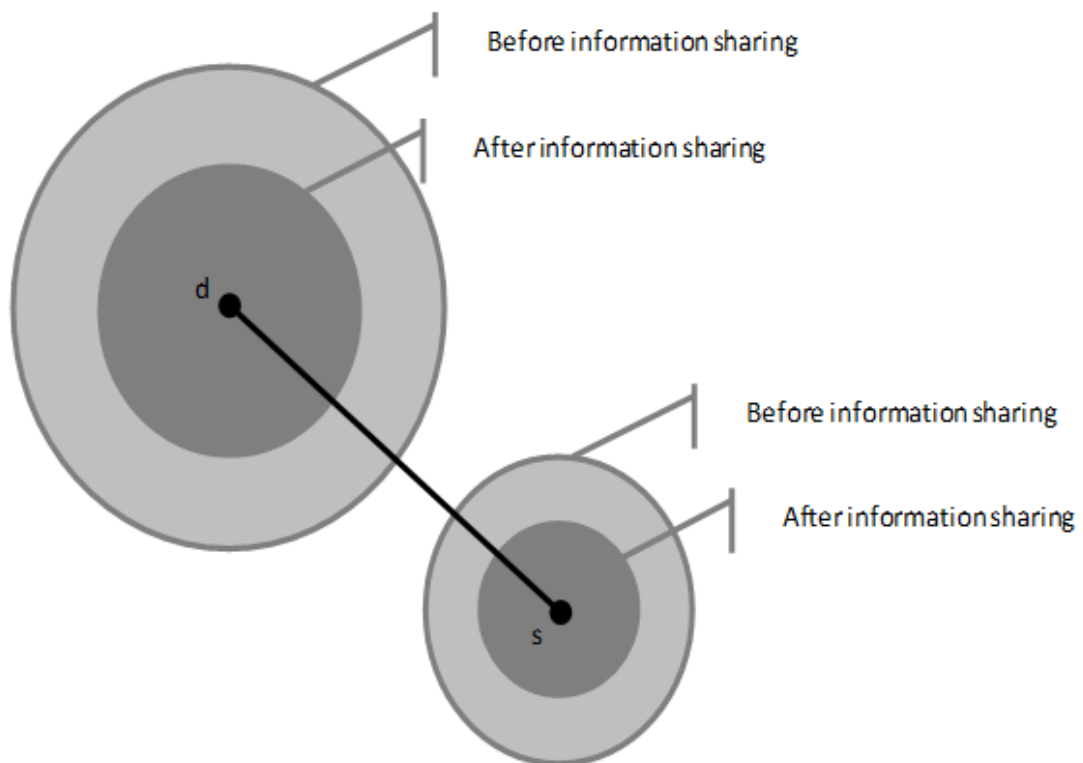 Before information sharing
After information sharing
d
Before information sharing
After information sharing
s